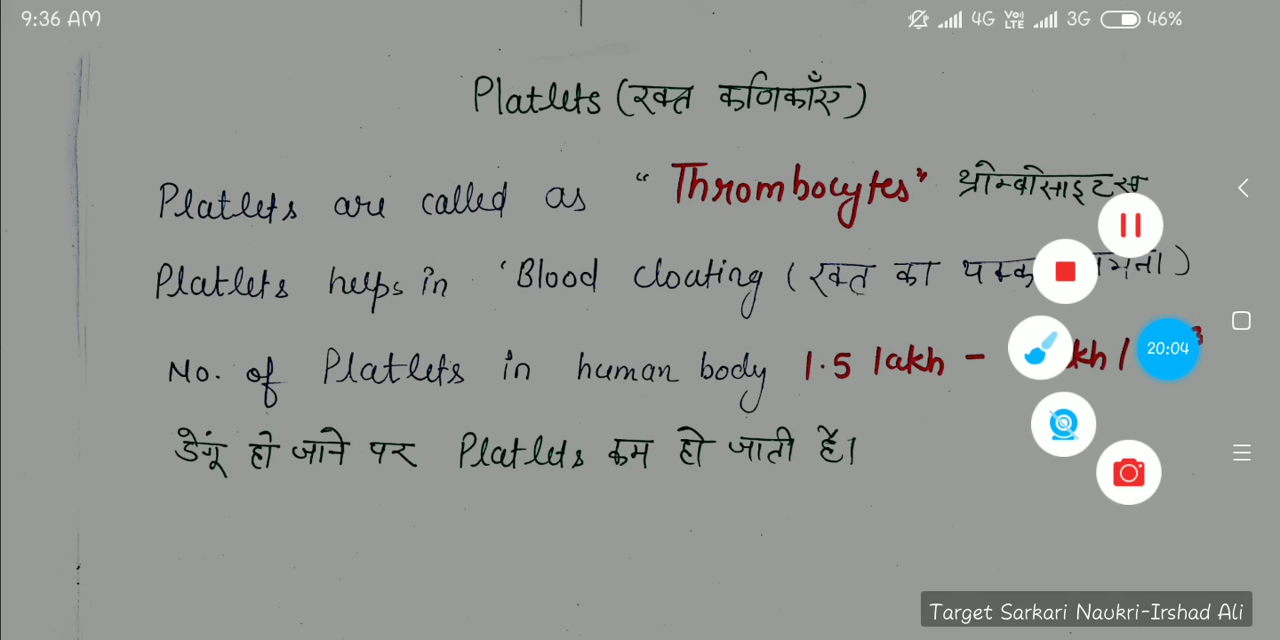 9:36 AM
4G VoLTE 3G 46%
Platlets (रक्त कणिकाएँ)
Platlets are called as "Thrombocytes" थ्रोम्बोसाइटस
Platlets helps in 'Blood cloating (रक्त का
No. of Platlets in human body 1.5 lakh -
20:04
डेंगू हो जाने पर Platlets कम हो जाती है।
Target Sarkari Naukri-Irshad Ali